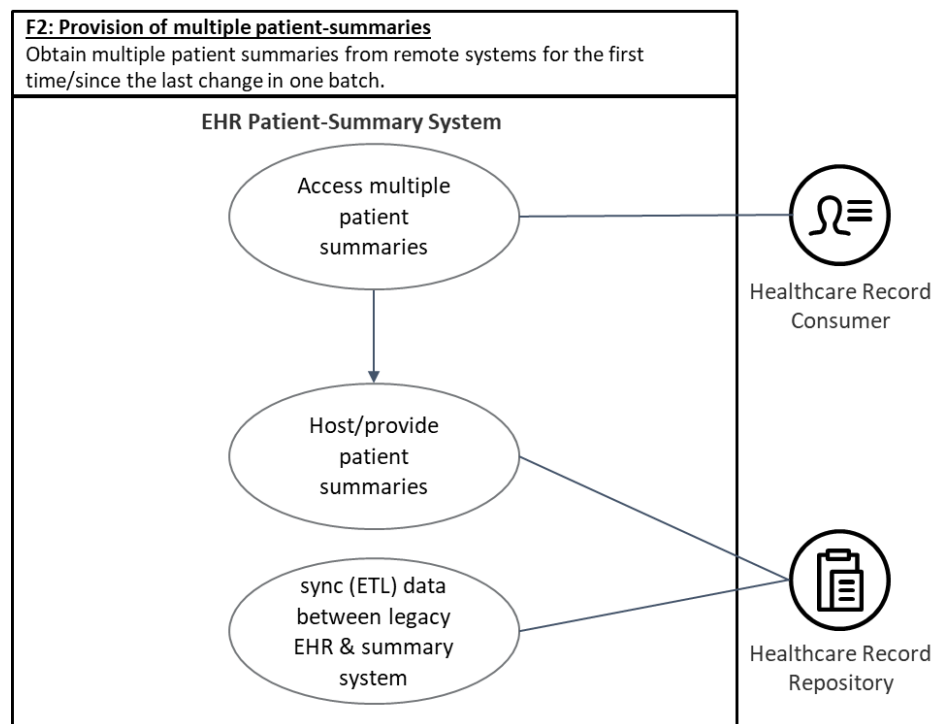 F2: Provision of multiple patient-summaries
Obtain multiple patient summaries from remote systems for the first
time/since the last change in one batch.
EHR Patient-Summary System
Access multiple
patient
summaries
Healthcare Record
Consumer
Host/provide
patient
summaries
sync (ETL) data
between legacy
EHR & summary
system
Healthcare Record
Repository